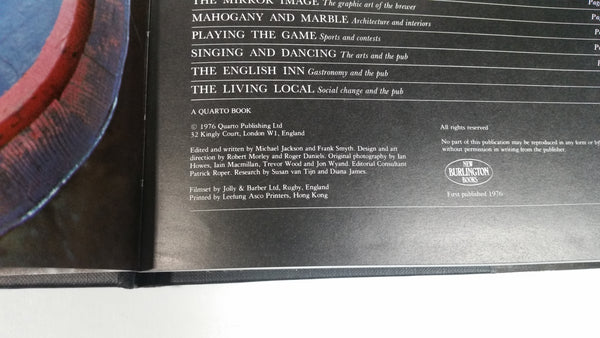 THE MIRROR IMAGE The graphic art of the brewer Pag
MAHOGANY AND MARBLE Architecture and interiors Pa
PLAYING THE GAME Sports and contests P
SINGING AND DANCING The arts and the pub P
THE ENGLISH INN Gastronomy and the pub
THE LIVING LOCAL Social change and the pub
A QUARTO BOOK
© 1976 Quarto Publishing Ltd
32 Kingly Court, London W1, England
Edited and written by Michael Jackson and Frank Smyth. Design and art
direction by Robert Morley and Roger Daniels. Original photography by Ian
Howes, Iain Macmillan, Trevor Wood and Jon Wyand. Editorial Consultant
Patrick Roper. Research by Susan van Tijn and Diana James.
Filmset by Jolly & Barber Ltd, Rugby, England
Printed by Leefung Asco Printers, Hong Kong
All rights reserved
No part of this publication may be reproduced in any form or by
without permission in writing from the publisher.
NEW
BURLINGTON
BOOKS
First published 1976